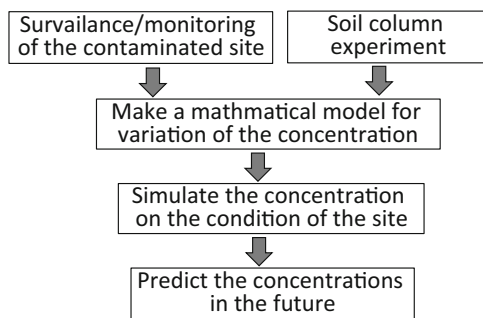 Survailance/monitoring
of the contaminated site
Soil column
experiment
Make a mathmatical model for
variation of the concentration
Simulate the concentration
on the condition of the site
Predict the concentrations
in the future